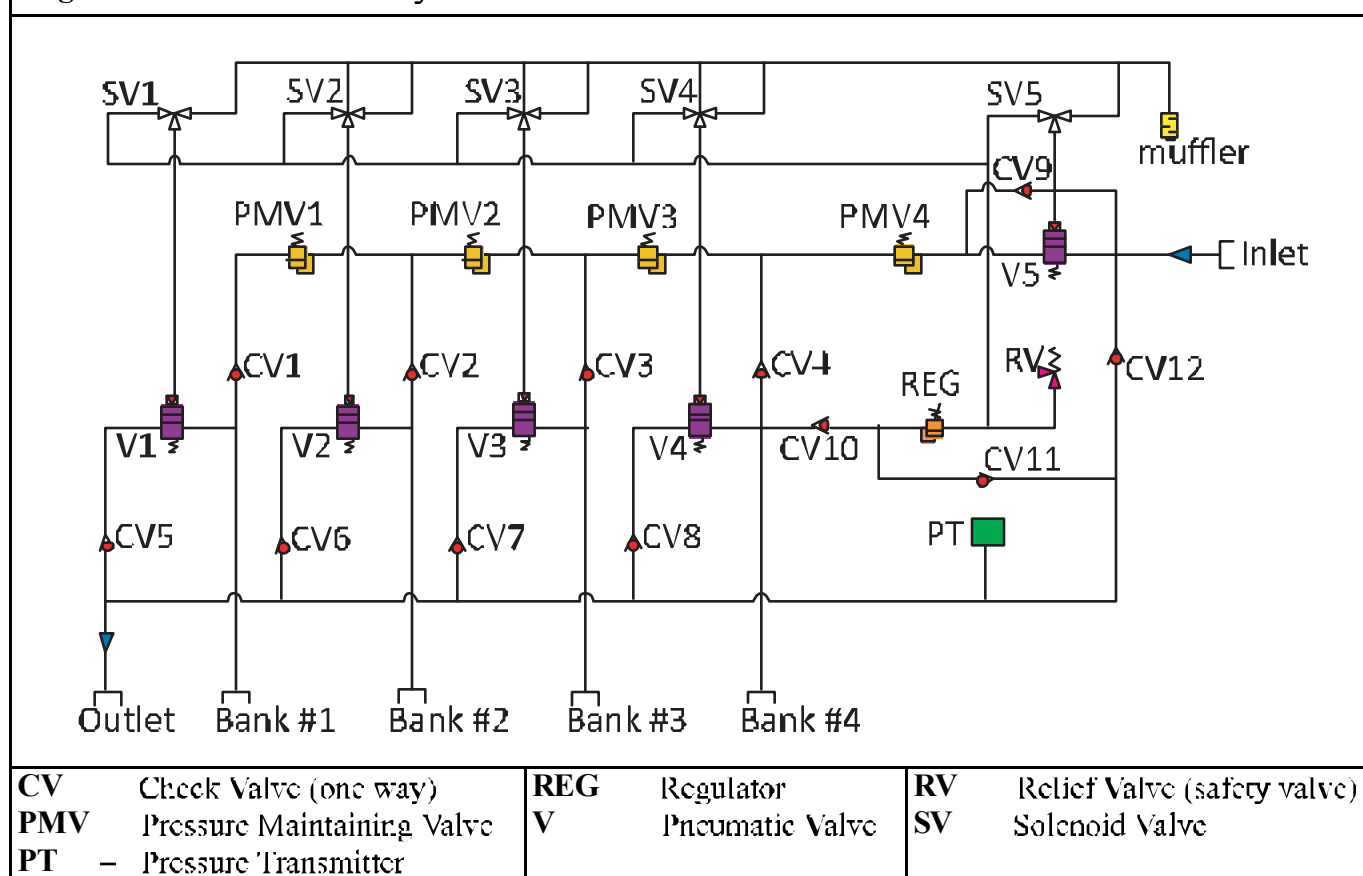 SV1 SV2 SV3 SV4 SV5
muffler
CV9
PMV1 PMV2 PMV3 PMV4
Inlet
V5
CV1 CV2 CV3 CV4 REG RV CV12
V1 V2 V3 V4 CV10
CV11
CV5 CV6 CV7 CV8 PT
Outlet Bank #1 Bank #2 Bank #3 Bank #4
CV Check Valve (one way) REG Regulator RV Relief Valve (safety valve)
PMV Pressure Maintaining Valve V Pneumatic Valve SV Solenoid Valve
PT – Pressure Transmitter